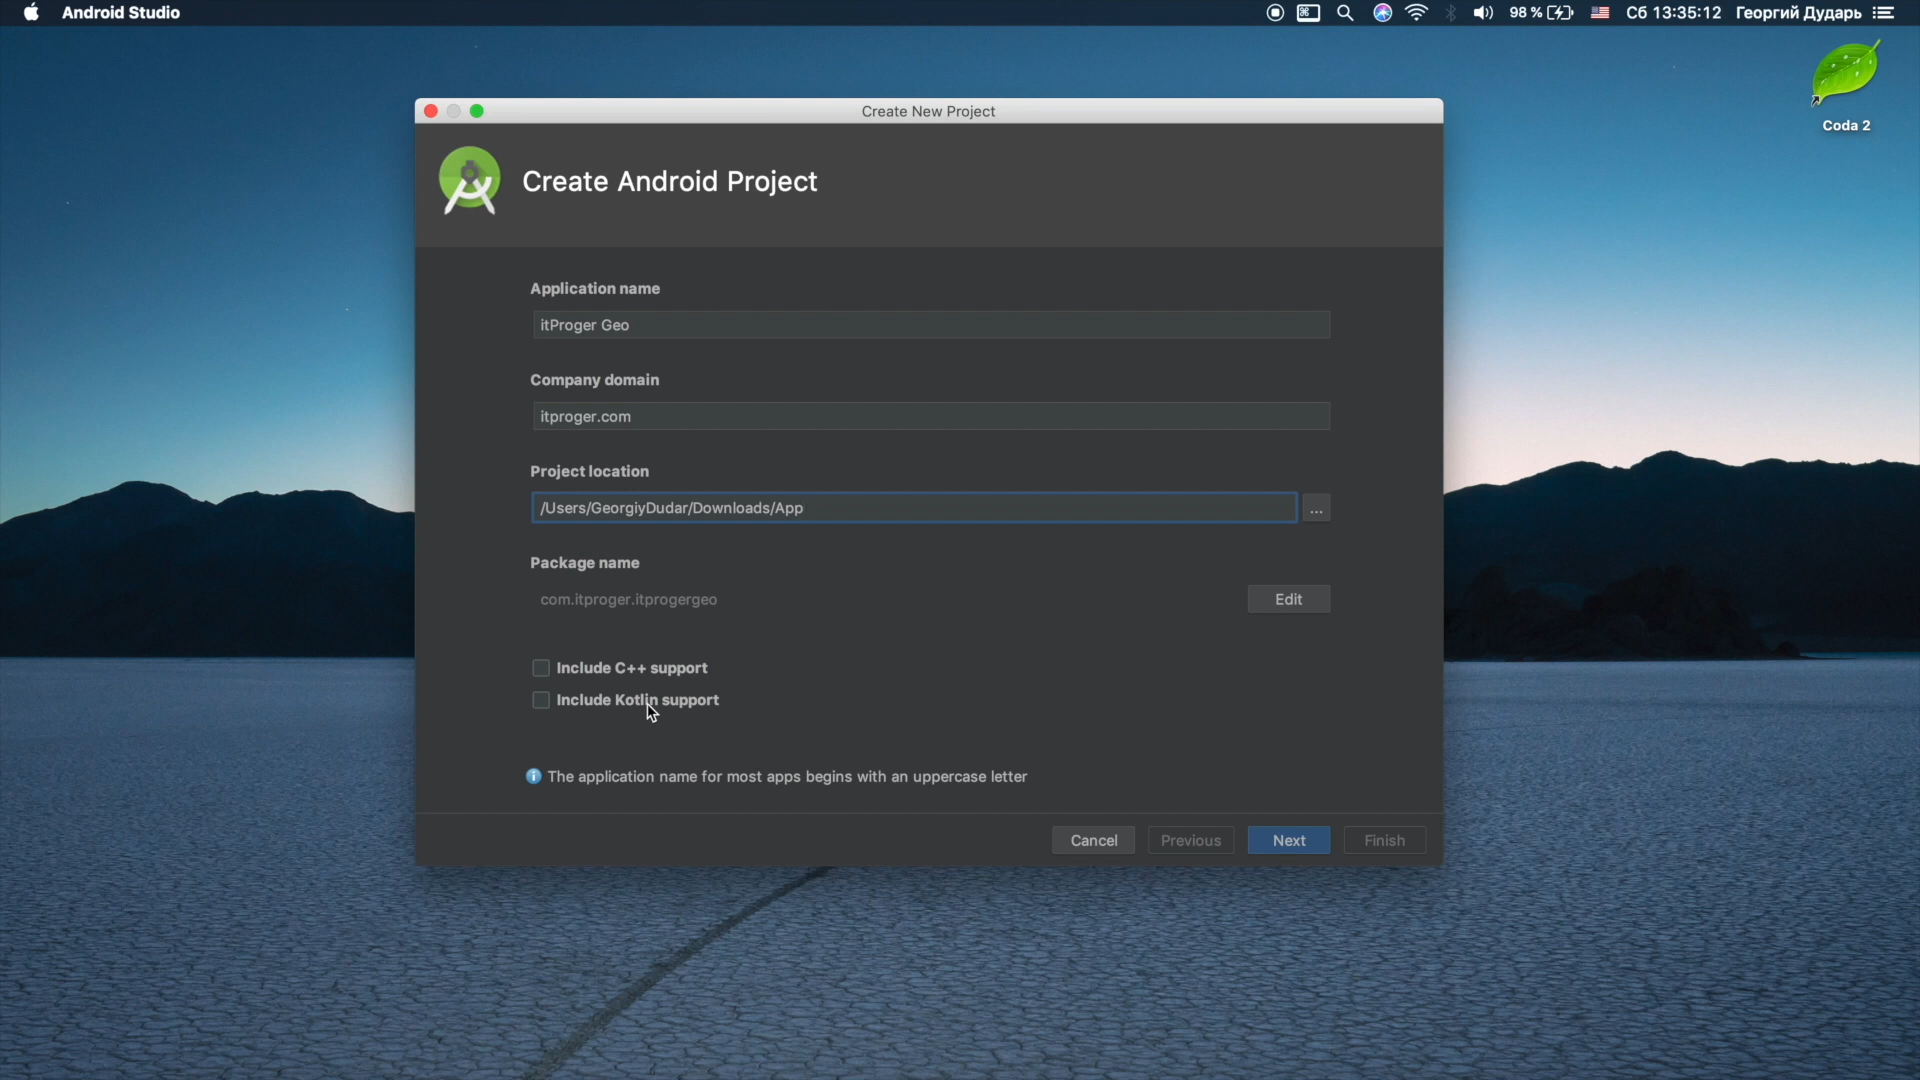 Android Studio
98 %
Сб 13:35:12
Георгий Дударь
Coda 2
Create New Project
Create Android Project
Application name
itProger Geo
Company domain
itproger.com
Project location
/Users/GeorgiyDudar/Downloads/App
...
Package name
com.itproger.itprogergeo
Edit
Include C++ support
Include Kotlin support
The application name for most apps begins with an uppercase letter
Cancel
Previous
Next
Finish